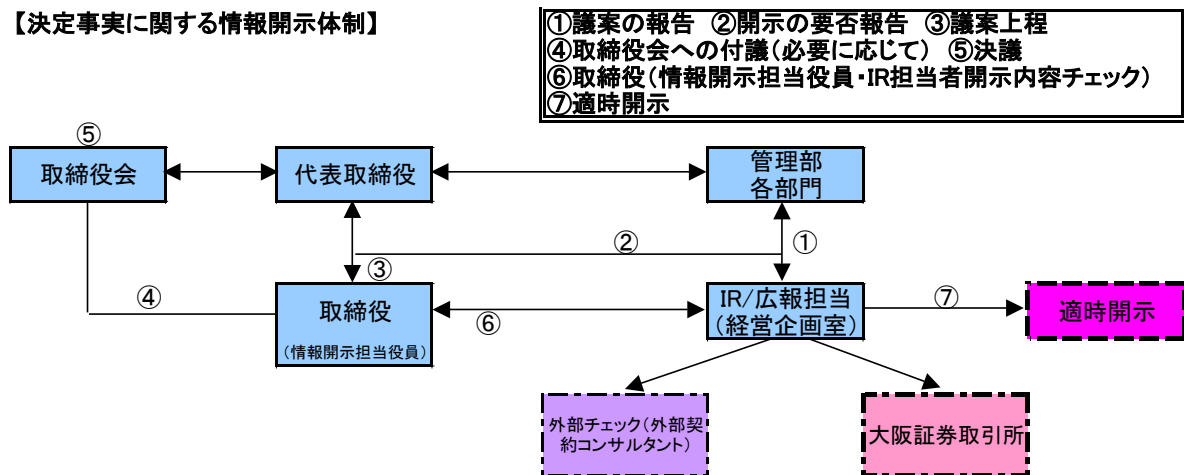 【決定事実に関する情報開示体制】
①議案の報告 ②開示の要否報告 ③議案上程
④取締役会への付議(必要に応じて) ⑤決議
⑥取締役(情報開示担当役員・IR担当者開示内容チェック)
⑦適時開示
⑤
取締役会
代表取締役
管理部
各部門
②
①
③
④
取締役
(情報開示担当役員)
⑥
IR/広報担当
(経営企画室)
⑦
適時開示
外部チェック(外部契
約コンサルタント)
大阪証券取引所